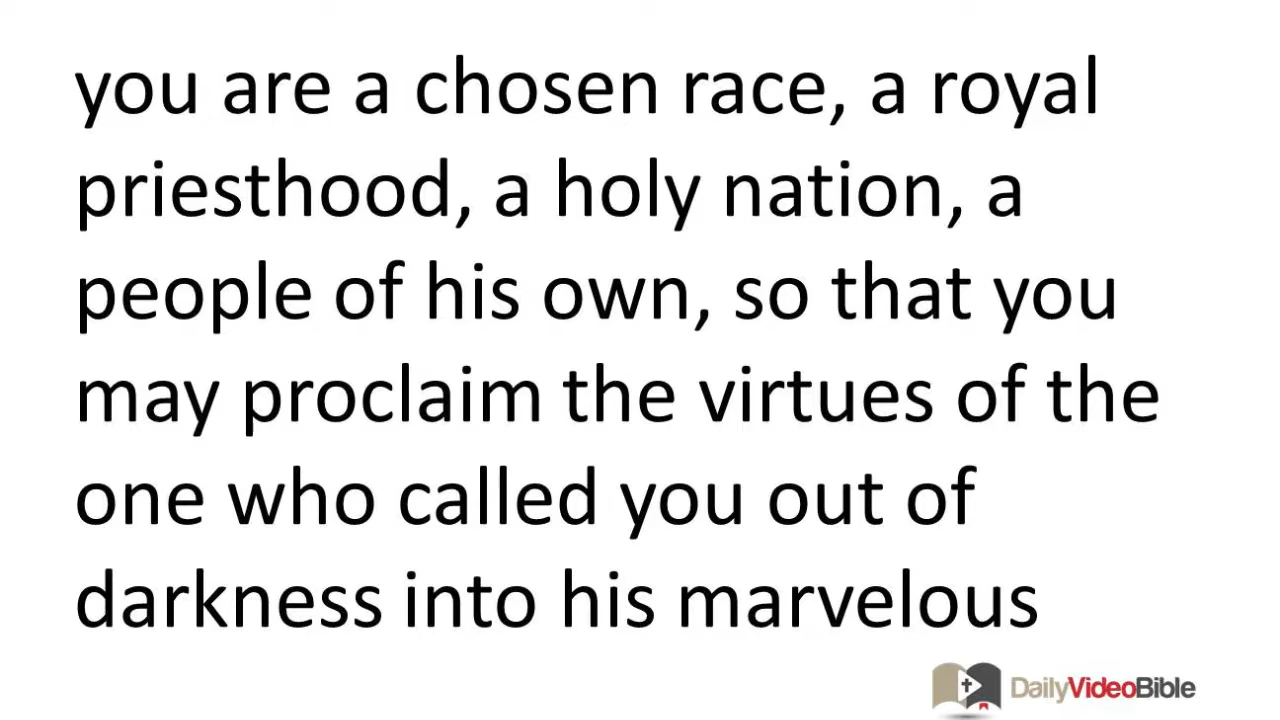 you are a chosen race, a royal
priesthood, a holy nation, a
people of his own, so that you
may proclaim the virtues of the
one who called you out of
darkness into his marvelous
DailyVideoBible